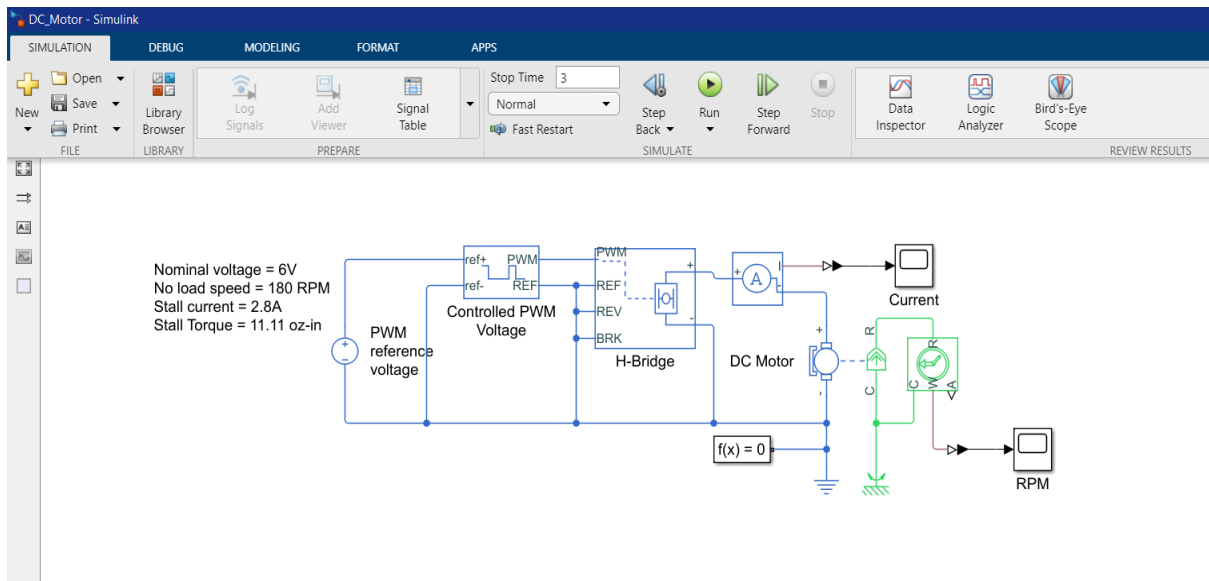 DC_Motor - Simulink
SIMULATION DEBUG MODELING FORMAT APPS
New
Open
Save
Print
FILE
Library
Browser
LIBRARY
Log
Signals
Add
Viewer
Signal
Table
PREPARE
Stop Time 3
Normal
Fast Restart
Step
Back
Run
Step
Forward
Stop
SIMULATE
Data
Inspector
Logic
Analyzer
Bird's-Eye
Scope
REVIEW RESULTS
Nominal voltage = 6V
No load speed = 180 RPM
Stall current = 2.8A
Stall Torque = 11.11 oz-in
PWM
reference
voltage
+
-
ref+ PWM
ref- REF
Controlled PWM
Voltage
PWM
REF
REV
BRK
+
-
H-Bridge
+ A I -
Current
DC Motor
+
-
R
C
R
C W A
f(x) = 0
RPM